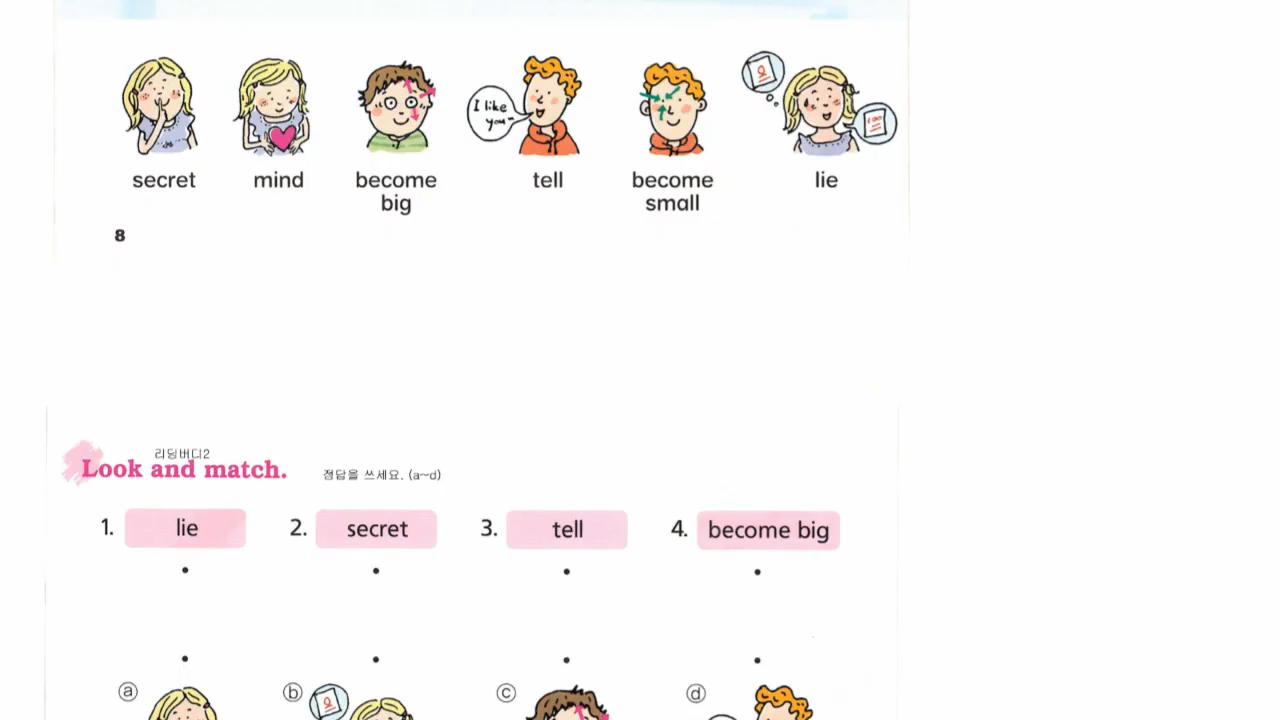 I like
you~
secret mind become tell become lie
big small
8
리딩버디2
Look and match. 정답을 쓰세요. (a~d)
1. lie 2. secret 3. tell 4. become big
ⓐ ⓑ ⓒ ⓓ